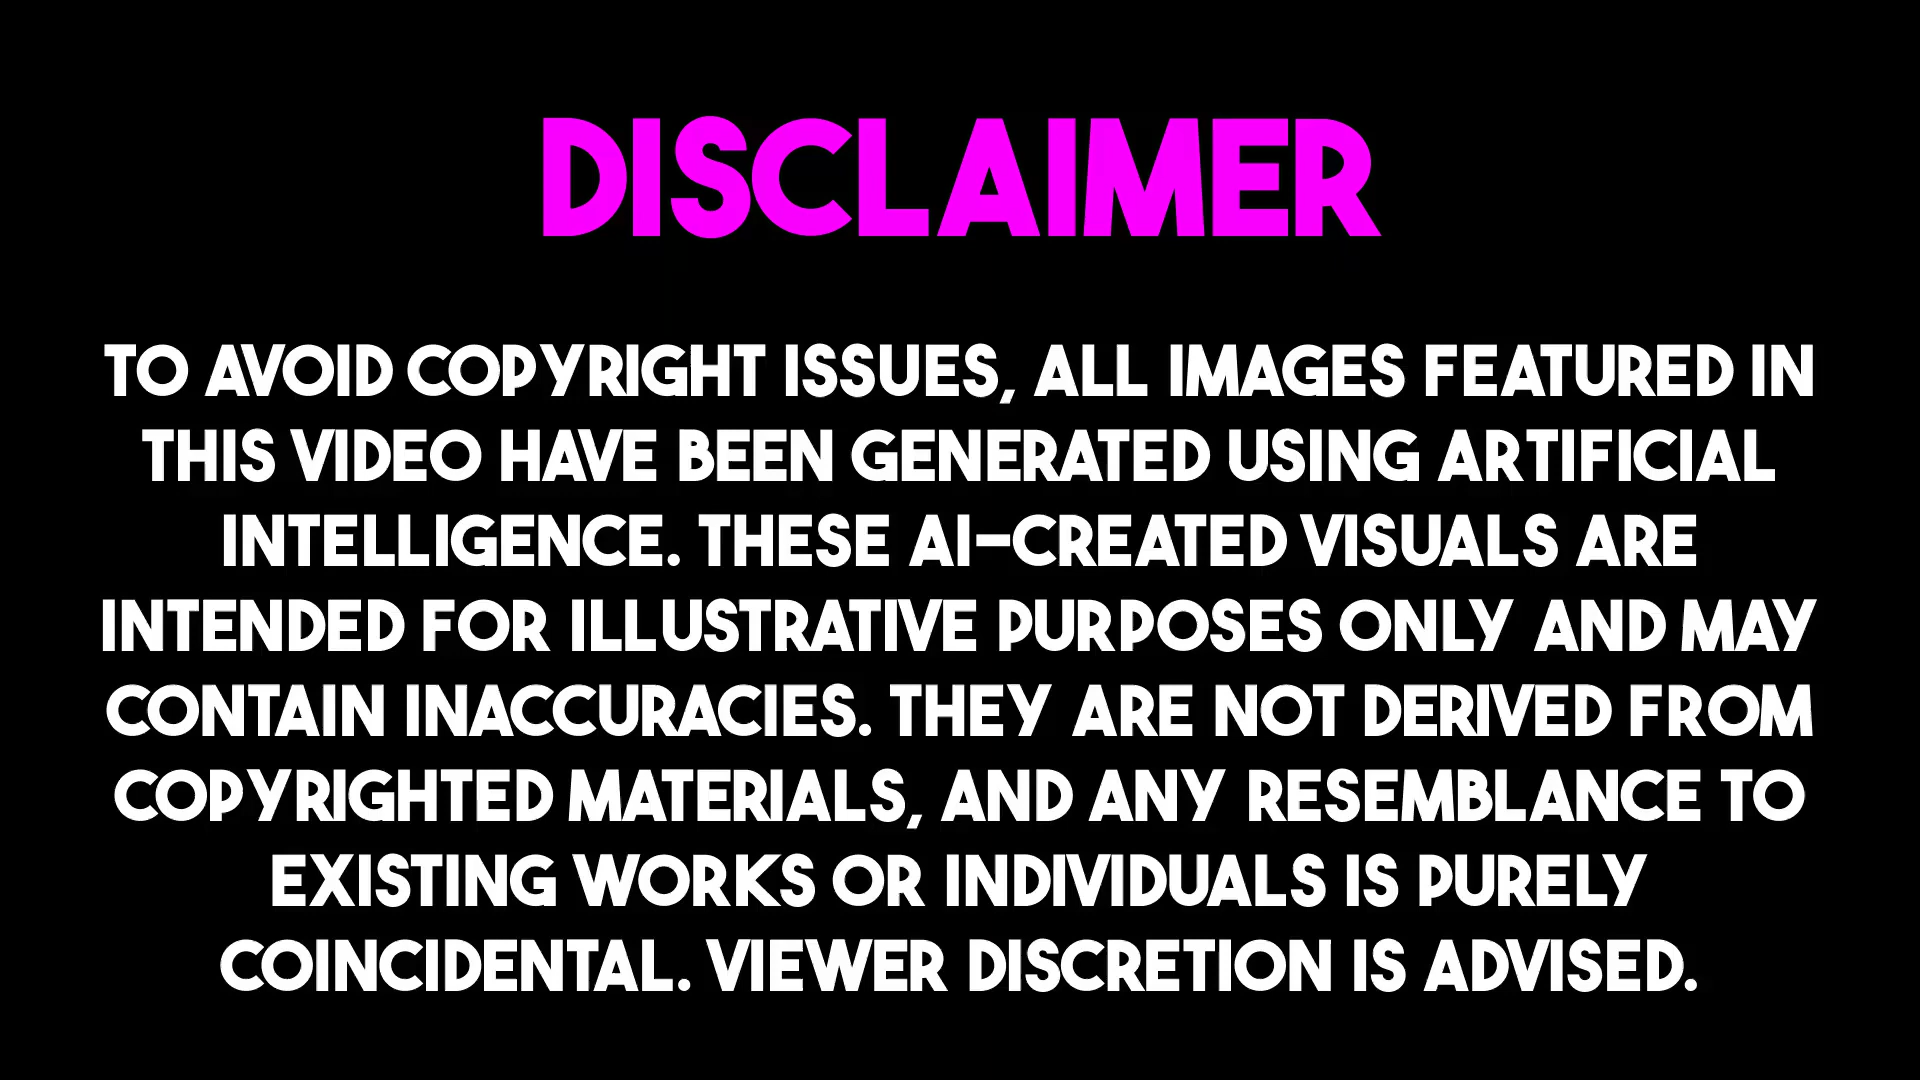 DISCLAIMER
TO AVOID COPYRIGHT ISSUES, ALL IMAGES FEATURED IN
THIS VIDEO HAVE BEEN GENERATED USING ARTIFICIAL
INTELLIGENCE. THESE AI-CREATED VISUALS ARE
INTENDED FOR ILLUSTRATIVE PURPOSES ONLY AND MAY
CONTAIN INACCURACIES. THEY ARE NOT DERIVED FROM
COPYRIGHTED MATERIALS, AND ANY RESEMBLANCE TO
EXISTING WORKS OR INDIVIDUALS IS PURELY
COINCIDENTAL. VIEWER DISCRETION IS ADVISED.